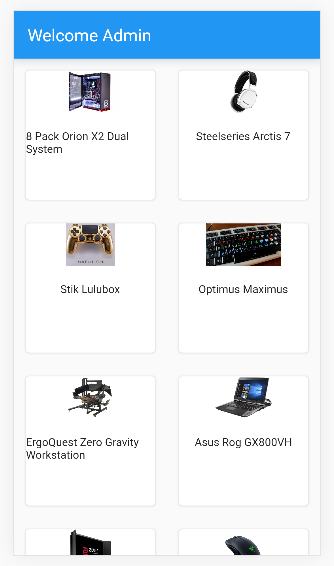 Welcome Admin
8 Pack Orion X2 Dual
System
Steelseries Arctis 7
Stik Lulubox
Optimus Maximus
ErgoQuest Zero Gravity
Workstation
Asus Rog GX800VH